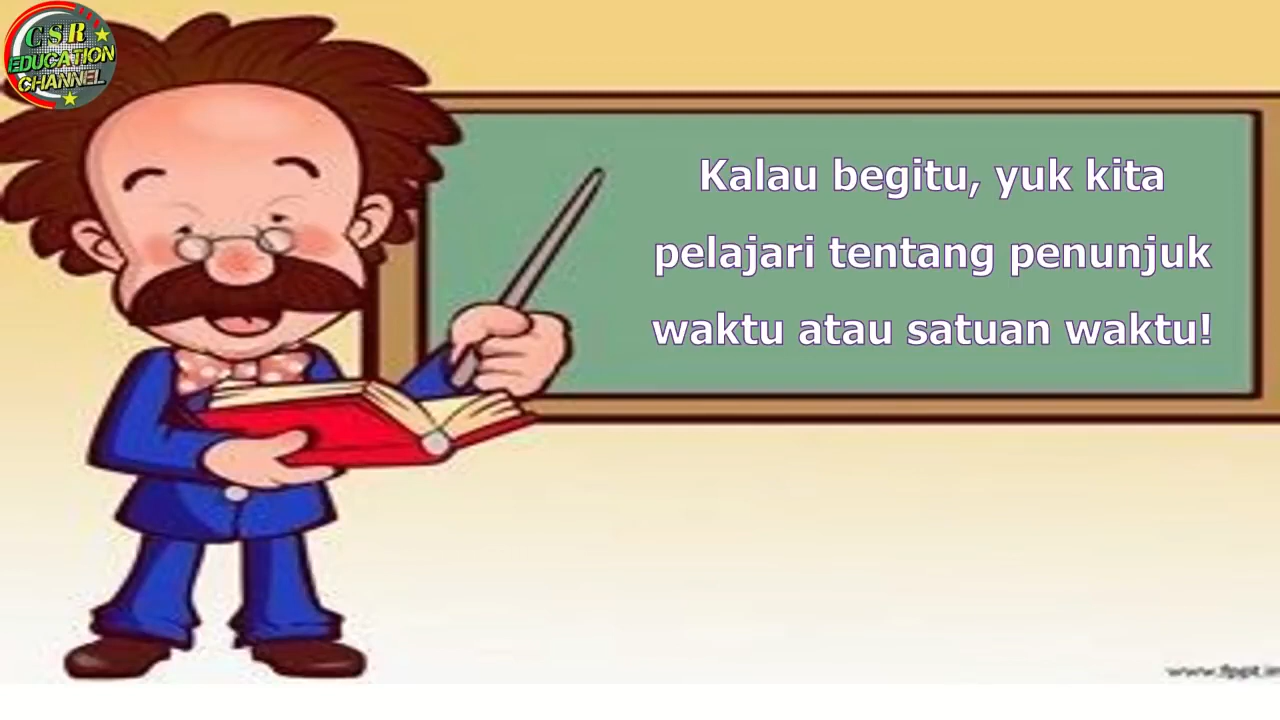 CSR
EDUCATION
CHANNEL
Kalau begitu, yuk kita
pelajari tentang penunjuk
waktu atau satuan waktu!